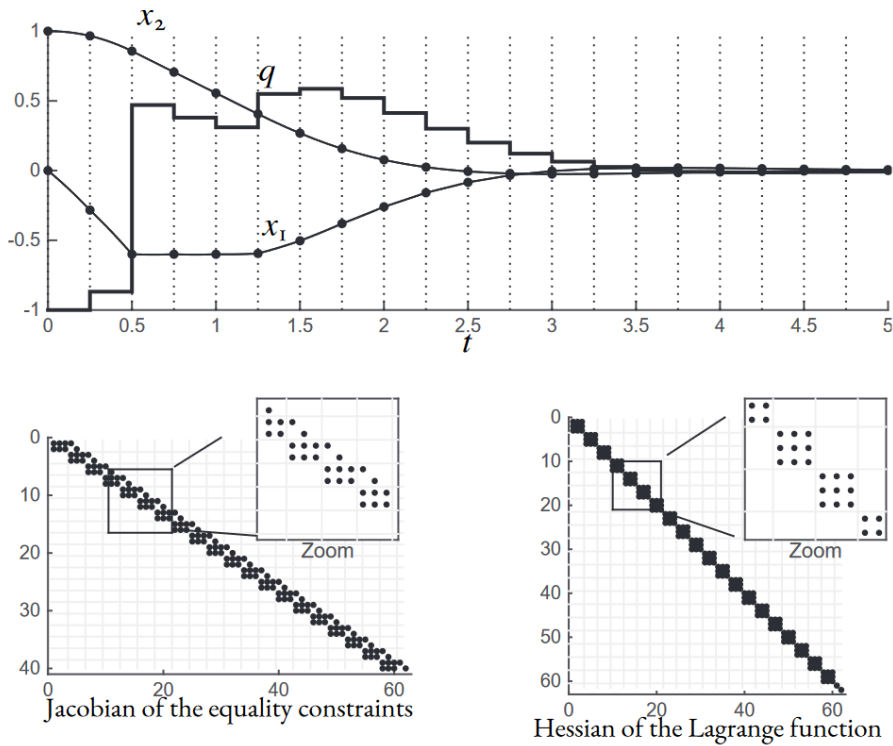 1
x₂
q
0.5
0
-0.5
x₁
-1
0 0.5 1 1.5 2 2.5 3 3.5 4 4.5 5
t
0
10
20
30
40
0 20 40 60
Zoom
Jacobian of the equality constraints
0
10
20
30
40
50
60
0 20 40 60
Zoom
Hessian of the Lagrange function